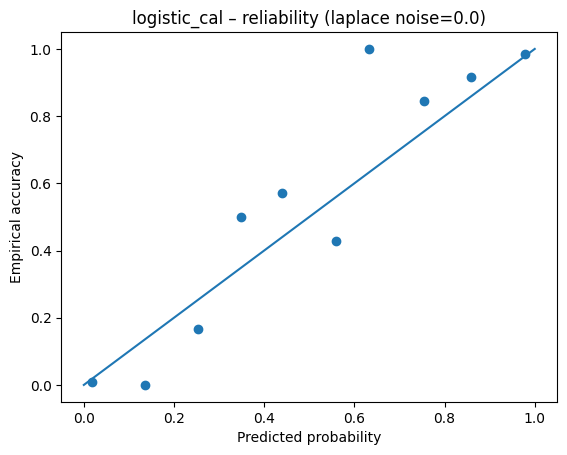 logistic_cal – reliability (laplace noise=0.0)
Empirical accuracy
1.0
0.8
0.6
0.4
0.2
0.0
0.0 0.2 0.4 0.6 0.8 1.0
Predicted probability